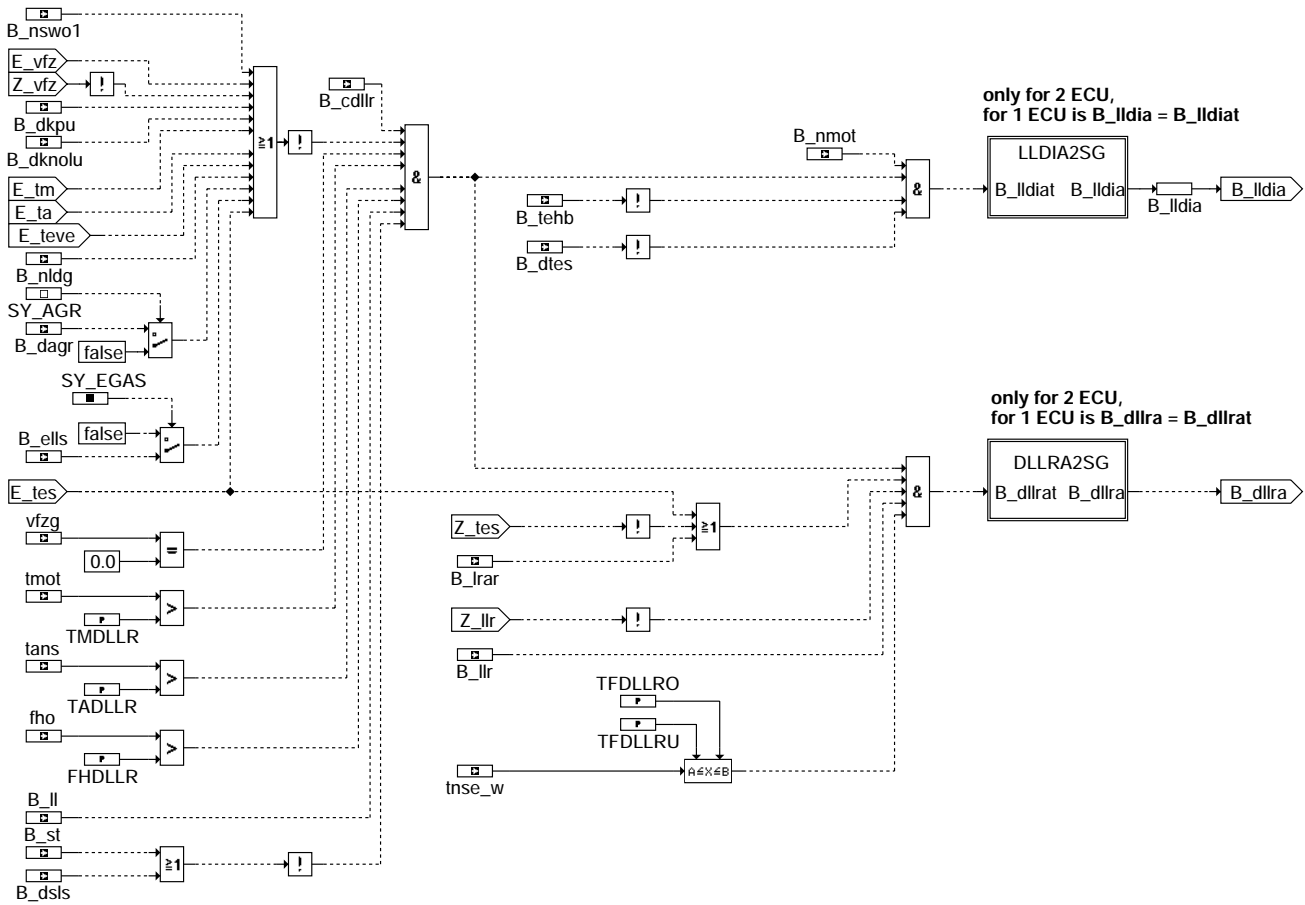 B_nswo1
E_vfz
Z_vfz
!
B_dkpu
B_dknolu
E_tm
E_ta
E_teve
B_nldg
SY_AGR
B_dagr
false
SY_EGAS
false
B_ells
E_tes
vfzg
0.0
=
tmot
>
TMDLLR
tans
>
TADLLR
fho
>
FHDLLR
B_ll
B_st
≧1
!
B_dsls
≧1
!
B_cdllr
&
B_nmot
B_tehb
!
B_dtes
!
&
only for 2 ECU,
for 1 ECU is B_lldia = B_lldiat
LLDIA2SG
B_lldiat B_lldia
B_lldia
B_lldia
Z_tes
!
≧1
B_lrar
Z_llr
!
B_llr
TFDLLRO
P
P
TFDLLRU
tnse_w
A≤X≤B
&
only for 2 ECU,
for 1 ECU is B_dllra = B_dllrat
DLLRA2SG
B_dllrat B_dllra
B_dllra
P
P
P